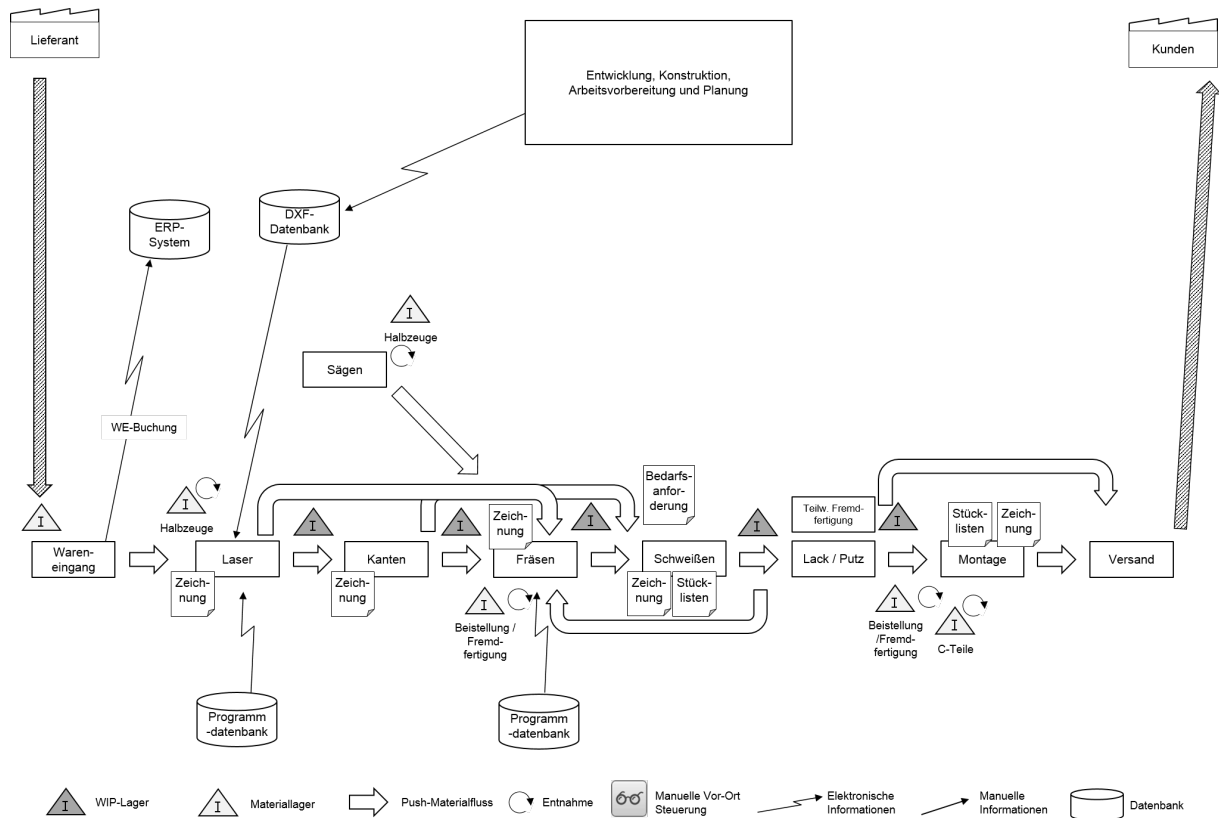 Lieferant
Kunden
Entwicklung, Konstruktion,
Arbeitsvorbereitung und Planung
ERP-
System
DXF-
Datenbank
I
Halbzeuge
Sägen
WE-Buchung
I
I
Halbzeuge
I
I
Zeich-
nung
I
Bedarfs-
anfor-
derung
I
Teilw. Fremd-
fertigung
I
Stück-
listen
Zeich-
nung
Waren-
eingang
Laser
Kanten
Fräsen
Schweißen
Lack / Putz
Montage
Versand
Zeich-
nung
Zeich-
nung
Zeich-
nung
Stück-
listen
I
Beistellung /
Fremd-
fertigung
I
Beistellung
/Fremd-
fertigung
I
C-Teile
Programm
-datenbank
Programm
-datenbank
I
WIP-Lager
I
Materiallager
Push-Materialfluss
Entnahme
Manuelle Vor-Ort
Steuerung
Elektronische
Informationen
Manuelle
Informationen
Datenbank